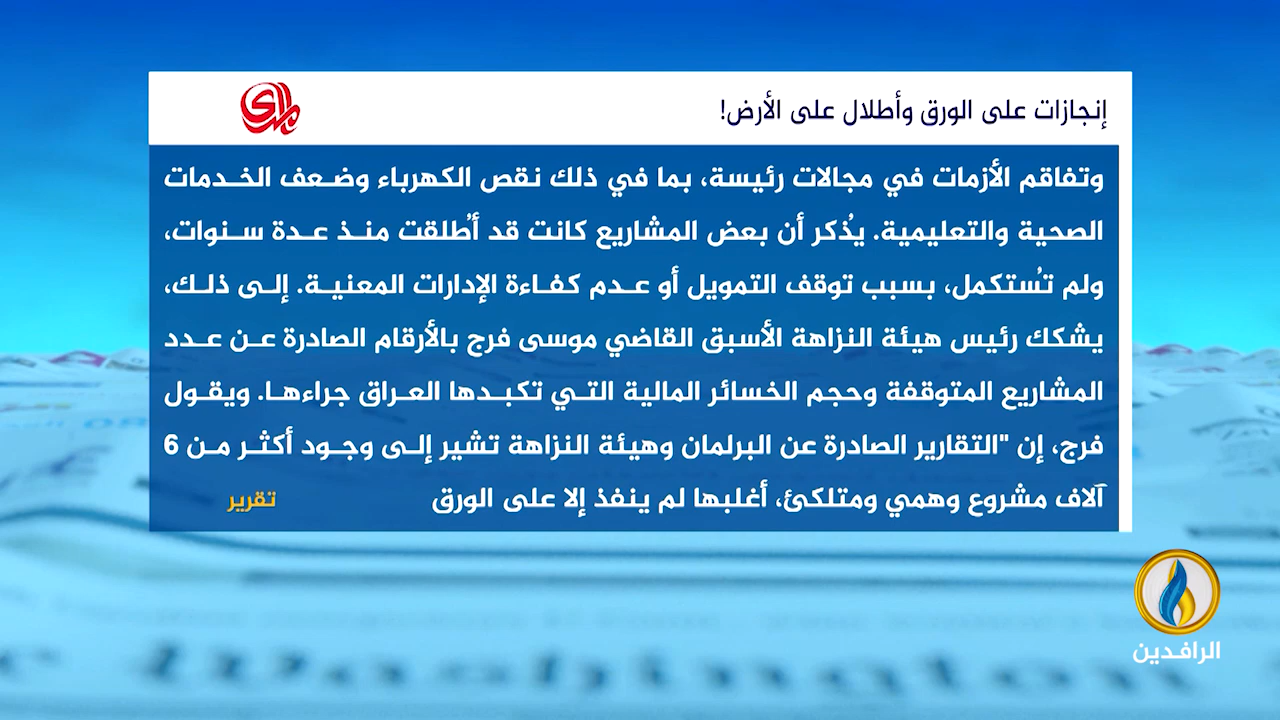 إنجازات على الورق وأطلال على الأرض!
المدى
وتفاقم الأزمات في مجالات رئيسة، بما في ذلك نقص الكهرباء وضعف الخدمات
الصحية والتعليمية. يُذكر أن بعض المشاريع كانت قد أُطلقت منذ عدة سنوات،
ولم تُستكمل، بسبب توقف التمويل أو عدم كفاءة الإدارات المعنية. إلى ذلك،
يشكك رئيس هيئة النزاهة الأسبق القاضي موسى فرج بالأرقام الصادرة عن عدد
المشاريع المتوقفة وحجم الخسائر المالية التي تكبدها العراق جراءها. ويقول
فرج، إن "التقارير الصادرة عن البرلمان وهيئة النزاهة تشير إلى وجود أكثر من 6
آلاف مشروع وهمي ومتلكئ، أغلبها لم ينفذ إلا على الورق
تقرير
الرافدين
Washington